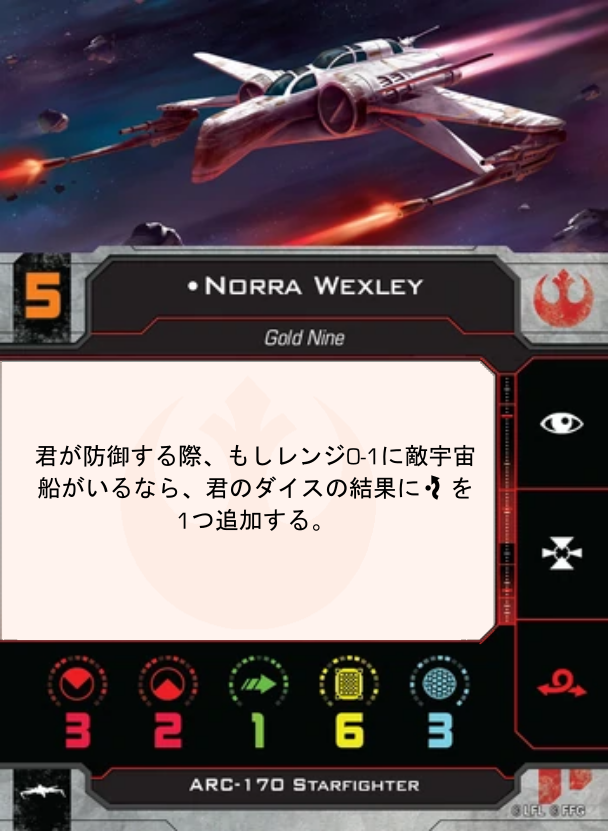 5
•Norra Wexley
Gold Nine
君が防御する際、もしレンジ0-1に敵宇宙
船がいるなら、君のダイスの結果に を
1つ追加する。
3 2 1 6 3
ARC-170 Starfighter
© LFL © FFG